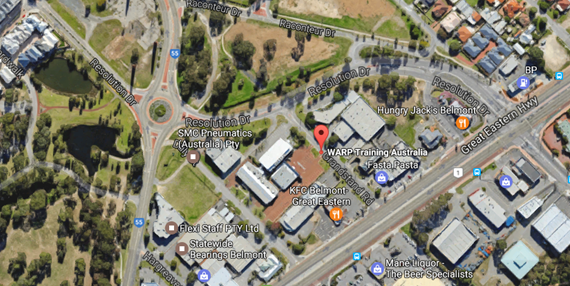 Raconteur Dr
Raconteur Dr
55
Resolution Dr
Resolution Dr
Resolution Dr
BP
Resolution Dr
Hungry Jack's Belmont
Great Eastern Hwy
SMC Pneumatics
(Australia) Pty
WARP Training Australia
Fasta Pasta
1
KFC Belmont-
Great Eastern
55
Flexi Staff PTY Ltd
Statewide
Bearings Belmont
Mane Liquor -
The Beer Specialists